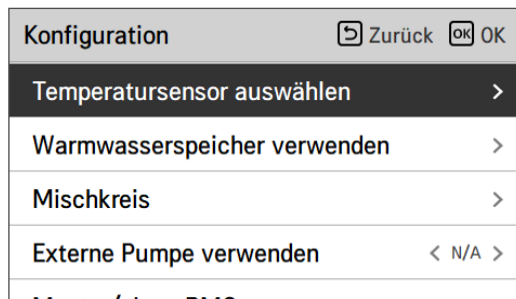 Konfiguration Zurück OK OK
Temperatursensor auswählen >
Warmwasserspeicher verwenden >
Mischkreis >
Externe Pumpe verwenden < N/A >